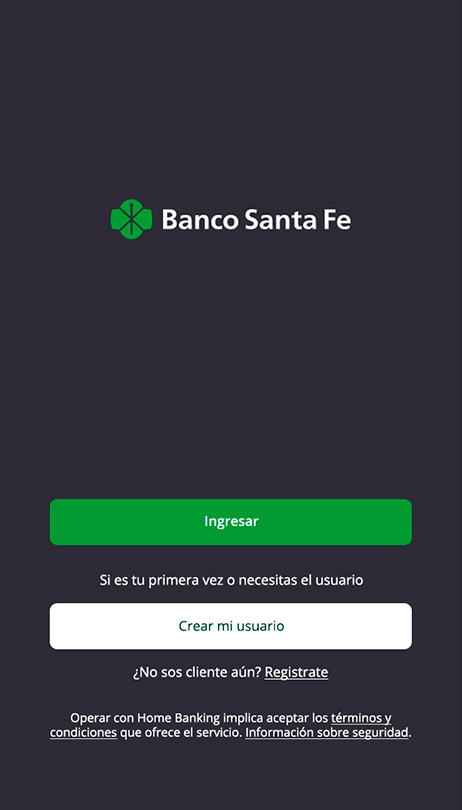 Banco Santa Fe
Ingresar
Si es tu primera vez o necesitas el usuario
Crear mi usuario
¿No sos cliente aún? Registrate
Operar con Home Banking implica aceptar los términos y
condiciones que ofrece el servicio. Información sobre seguridad.